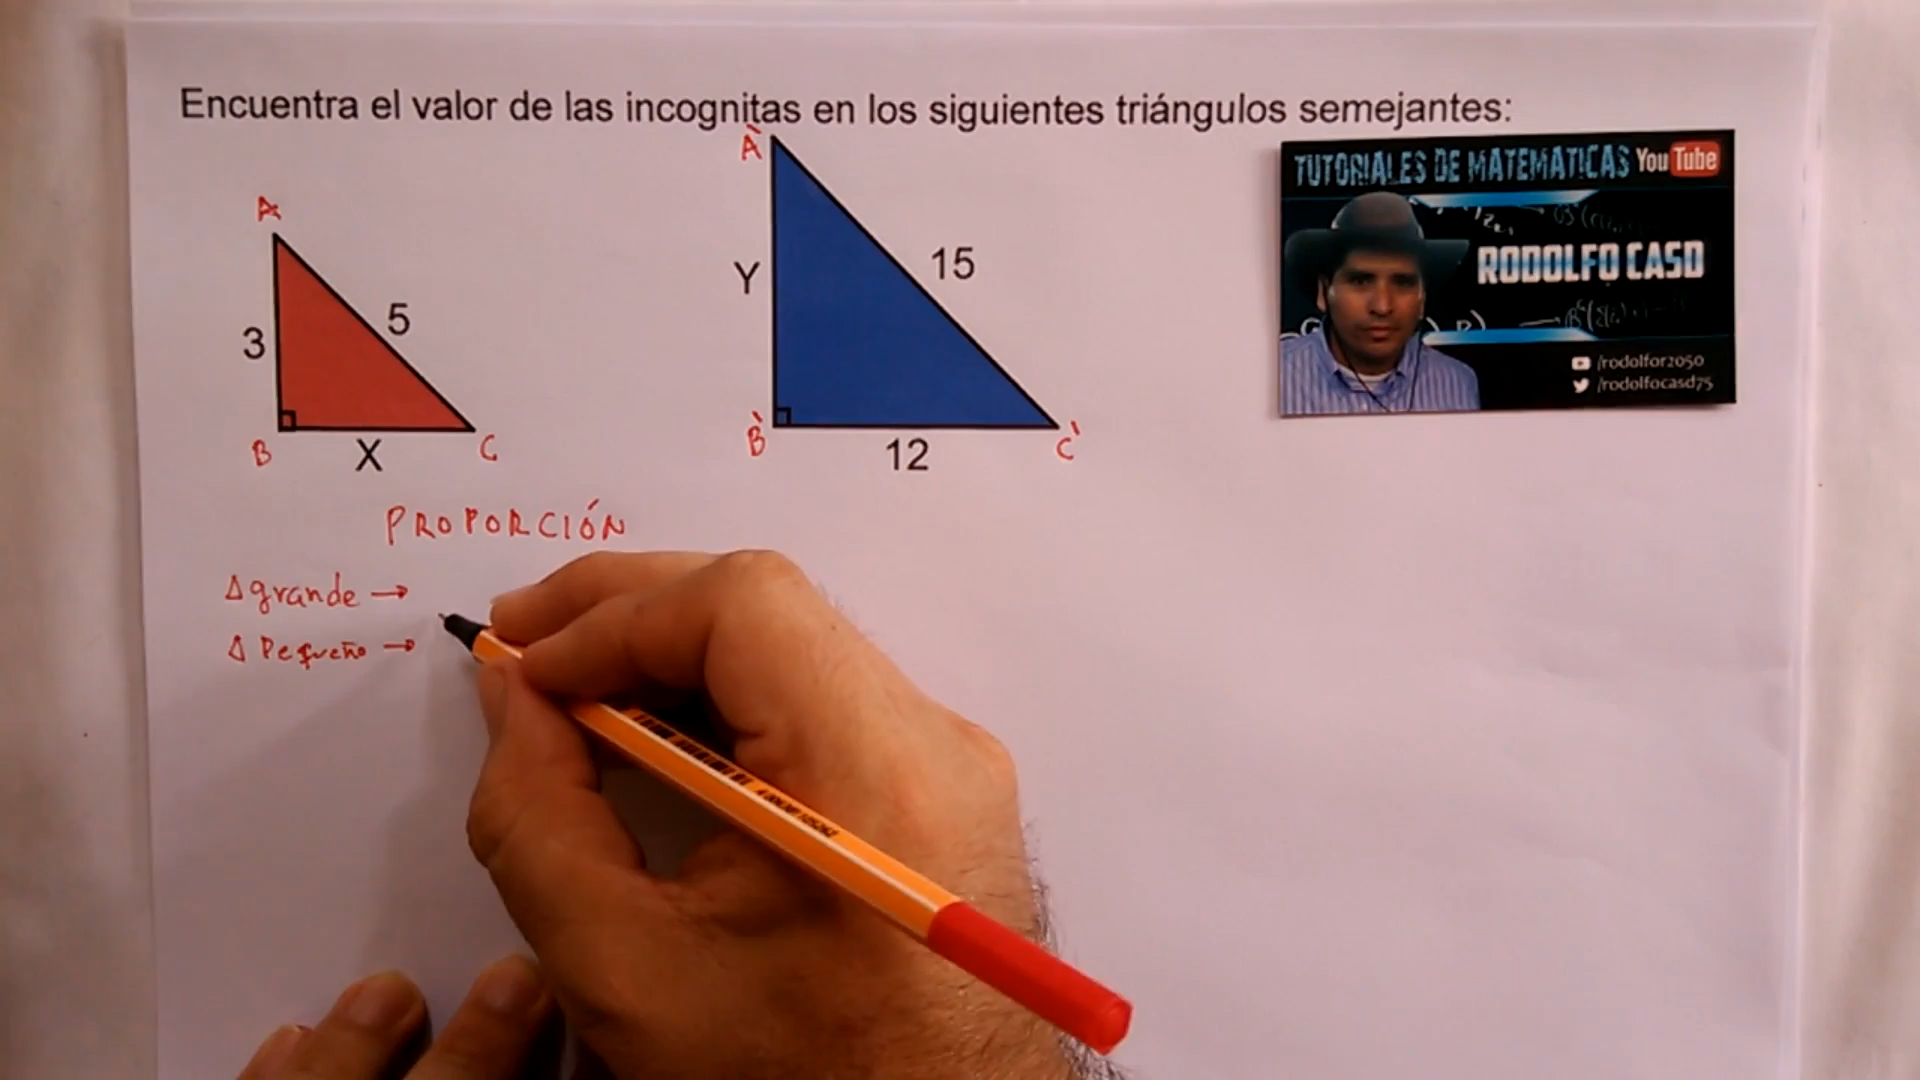 Encuentra el valor de las incognitas en los siguientes triángulos semejantes:
A
3
5
B
X
C
A'
Y
15
B'
12
C'
TUTORIALES DE MATEMATICAS YouTube
RODOLFO CASD
/rodolfor2050
/rodolfocasd75
PROPORCIÓN
Δ grande →
Δ Pequeño →